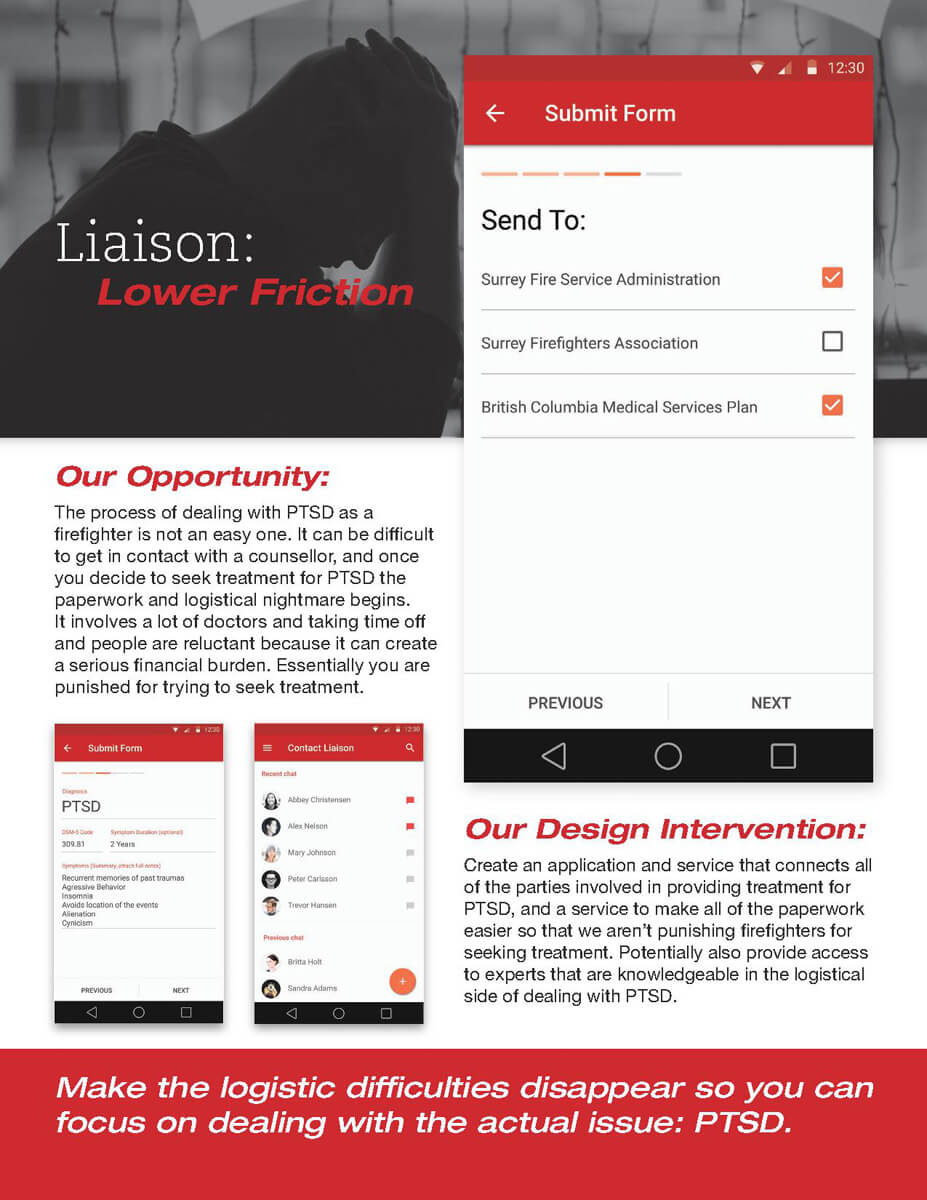 Liaison:
Lower Friction
12:30
Submit Form
Send To:
Surrey Fire Service Administration
Surrey Firefighters Association
British Columbia Medical Services Plan
PREVIOUS NEXT
Our Opportunity:
The process of dealing with PTSD as a
firefighter is not an easy one. It can be difficult
to get in contact with a counsellor, and once
you decide to seek treatment for PTSD the
paperwork and logistical nightmare begins.
It involves a lot of doctors and taking time off
and people are reluctant because it can create
a serious financial burden. Essentially you are
punished for trying to seek treatment.
12:30
Submit Form
Diagnosis
PTSD
DSM-5 Code Symptom Duration (optional)
309.81 2 Years
Symptoms (Summary, attach full notes)
Recurrent memories of past traumas
Agressive Behavior
Insomnia
Avoids location of the events
Alienation
Cynicism
PREVIOUS NEXT
12:30
Contact Liaison
Recent chat
Abbey Christensen
Alex Nelson
Mary Johnson
Peter Carlsson
Trevor Hansen
Previous chat
Britta Holt
Sandra Adams
Our Design Intervention:
Create an application and service that connects all
of the parties involved in providing treatment for
PTSD, and a service to make all of the paperwork
easier so that we aren't punishing firefighters for
seeking treatment. Potentially also provide access
to experts that are knowledgeable in the logistical
side of dealing with PTSD.
Make the logistic difficulties disappear so you can
focus on dealing with the actual issue: PTSD.